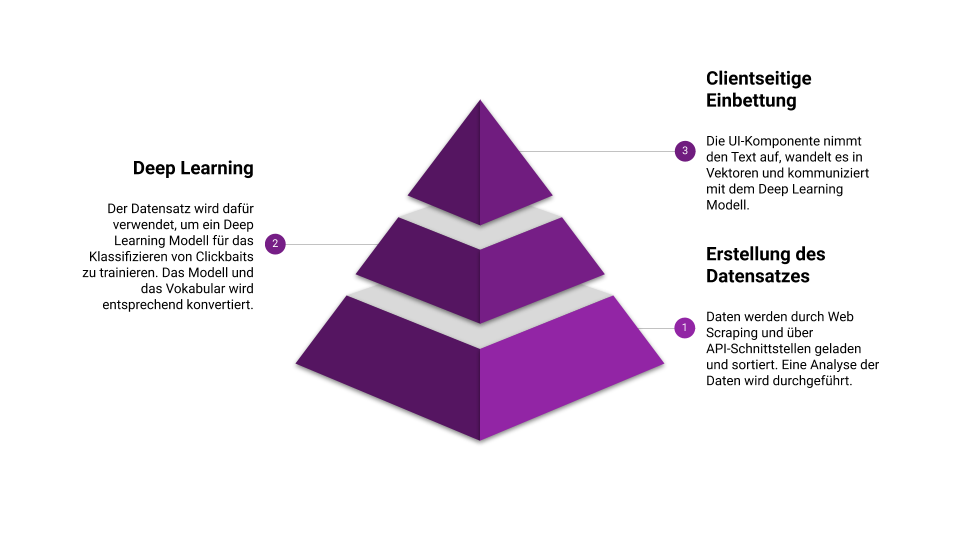 Clientseitige
Einbettung
3
Die UI-Komponente nimmt
den Text auf, wandelt es in
Vektoren und kommuniziert
mit dem Deep Learning
Modell.
Deep Learning
Der Datensatz wird dafür
verwendet, um ein Deep
Learning Modell für das
Klassifizieren von Clickbaits
zu trainieren. Das Modell und
das Vokabular wird
entsprechend konvertiert.
2
Erstellung des
Datensatzes
1
Daten werden durch Web
Scraping und über
API-Schnittstellen geladen
und sortiert. Eine Analyse der
Daten wird durchgeführt.